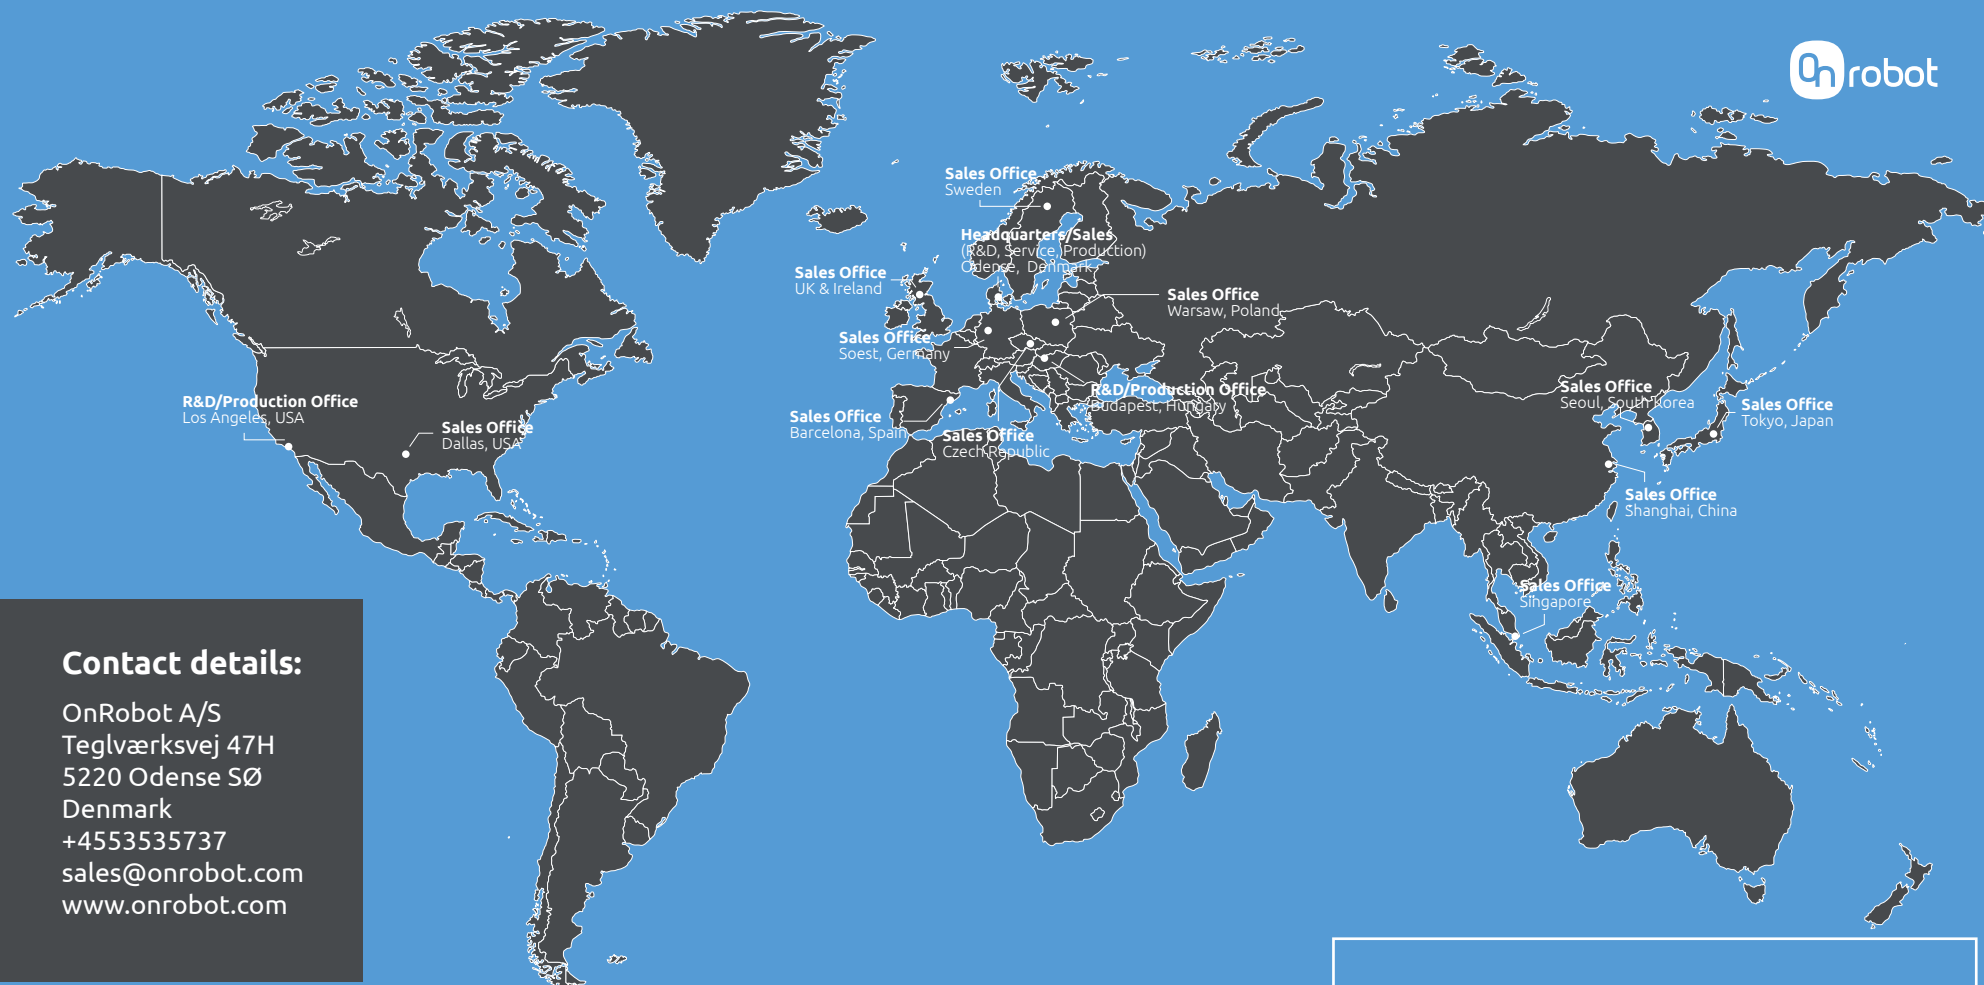 On robot
Sales Office
Sweden
Headquarters/Sales
(R&D, Service, Production)
Odense, Denmark
Sales Office
UK & Ireland
Sales Office
Warsaw, Poland
Sales Office
Soest, Germany
R&D/Production Office
Budapest, Hungary
Sales Office
Seoul, South Korea
R&D/Production Office
Los Angeles, USA
Sales Office
Tokyo, Japan
Sales Office
Barcelona, Spain
Sales Office
Dallas, USA
Sales Office
Czech Republic
Sales Office
Shanghai, China
Sales Office
Singapore
Contact details:
OnRobot A/S
Teglværksvej 47H
5220 Odense SØ
Denmark
+4553535737
sales@onrobot.com
www.onrobot.com